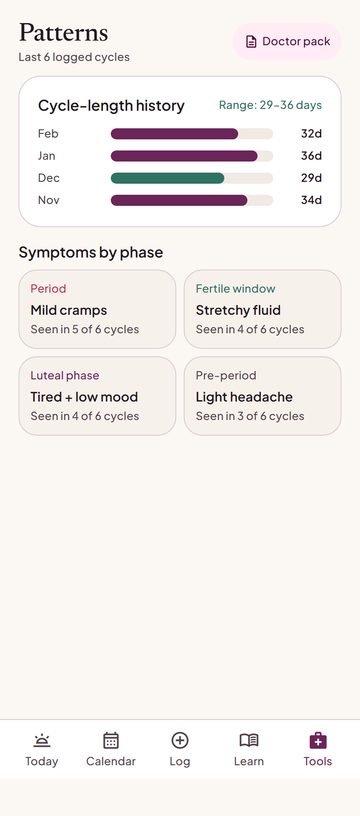 Patterns
Last 6 logged cycles
Doctor pack
Cycle-length history
Range: 29–36 days
Feb 32d
Jan 36d
Dec 29d
Nov 34d
Symptoms by phase
Period
Mild cramps
Seen in 5 of 6 cycles
Fertile window
Stretchy fluid
Seen in 4 of 6 cycles
Luteal phase
Tired + low mood
Seen in 4 of 6 cycles
Pre-period
Light headache
Seen in 3 of 6 cycles
Today
Calendar
Log
Learn
Tools